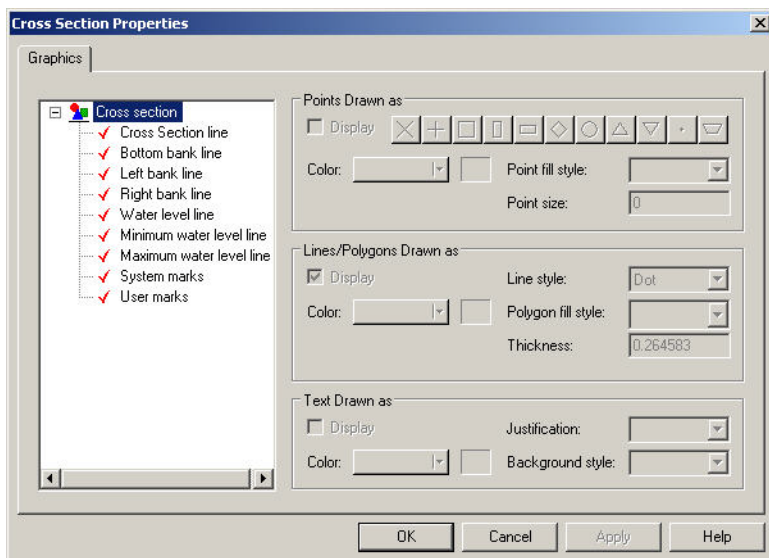 Cross Section Properties
Graphics
Cross section
Cross Section line
Bottom bank line
Left bank line
Right bank line
Water level line
Minimum water level line
Maximum water level line
System marks
User marks
Points Drawn as
Display
Color:
Point fill style:
Point size:
0
Lines/Polygons Drawn as
Display
Line style:
Dot
Color:
Polygon fill style:
Thickness:
0.264583
Text Drawn as
Display
Justification:
Color:
Background style:
OK
Cancel
Apply
Help